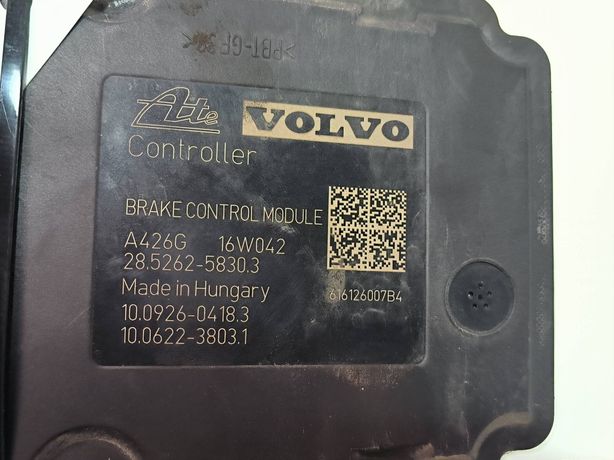 >PBT-GF30<
Ate VOLVO
Controller
BRAKE CONTROL MODULE
A426G 16W042
28.5262-5830.3
Made in Hungary
616126007B4
10.0926-0418.3
10.0622-3803.1